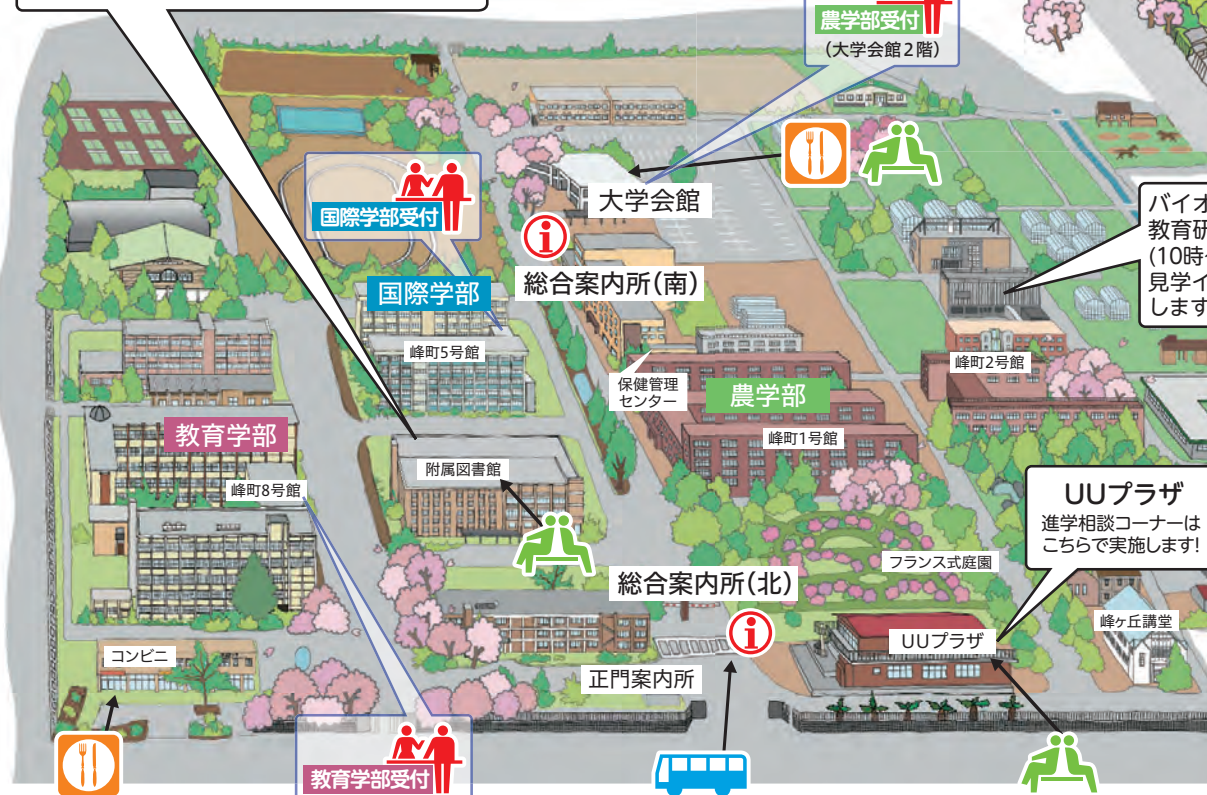 農学部受付
(大学会館2階)
大学会館
国際学部受付
総合案内所(南)
国際学部
峰町5号館
バイオ
教育研
(10時
見学イ
します
保健管理
センター
農学部
峰町1号館
峰町2号館
教育学部
峰町8号館
附属図書館
UUプラザ
進学相談コーナーは
こちらで実施します!
フランス式庭園
総合案内所(北)
UUプラザ
峰ヶ丘講堂
コンビニ
正門案内所
教育学部受付